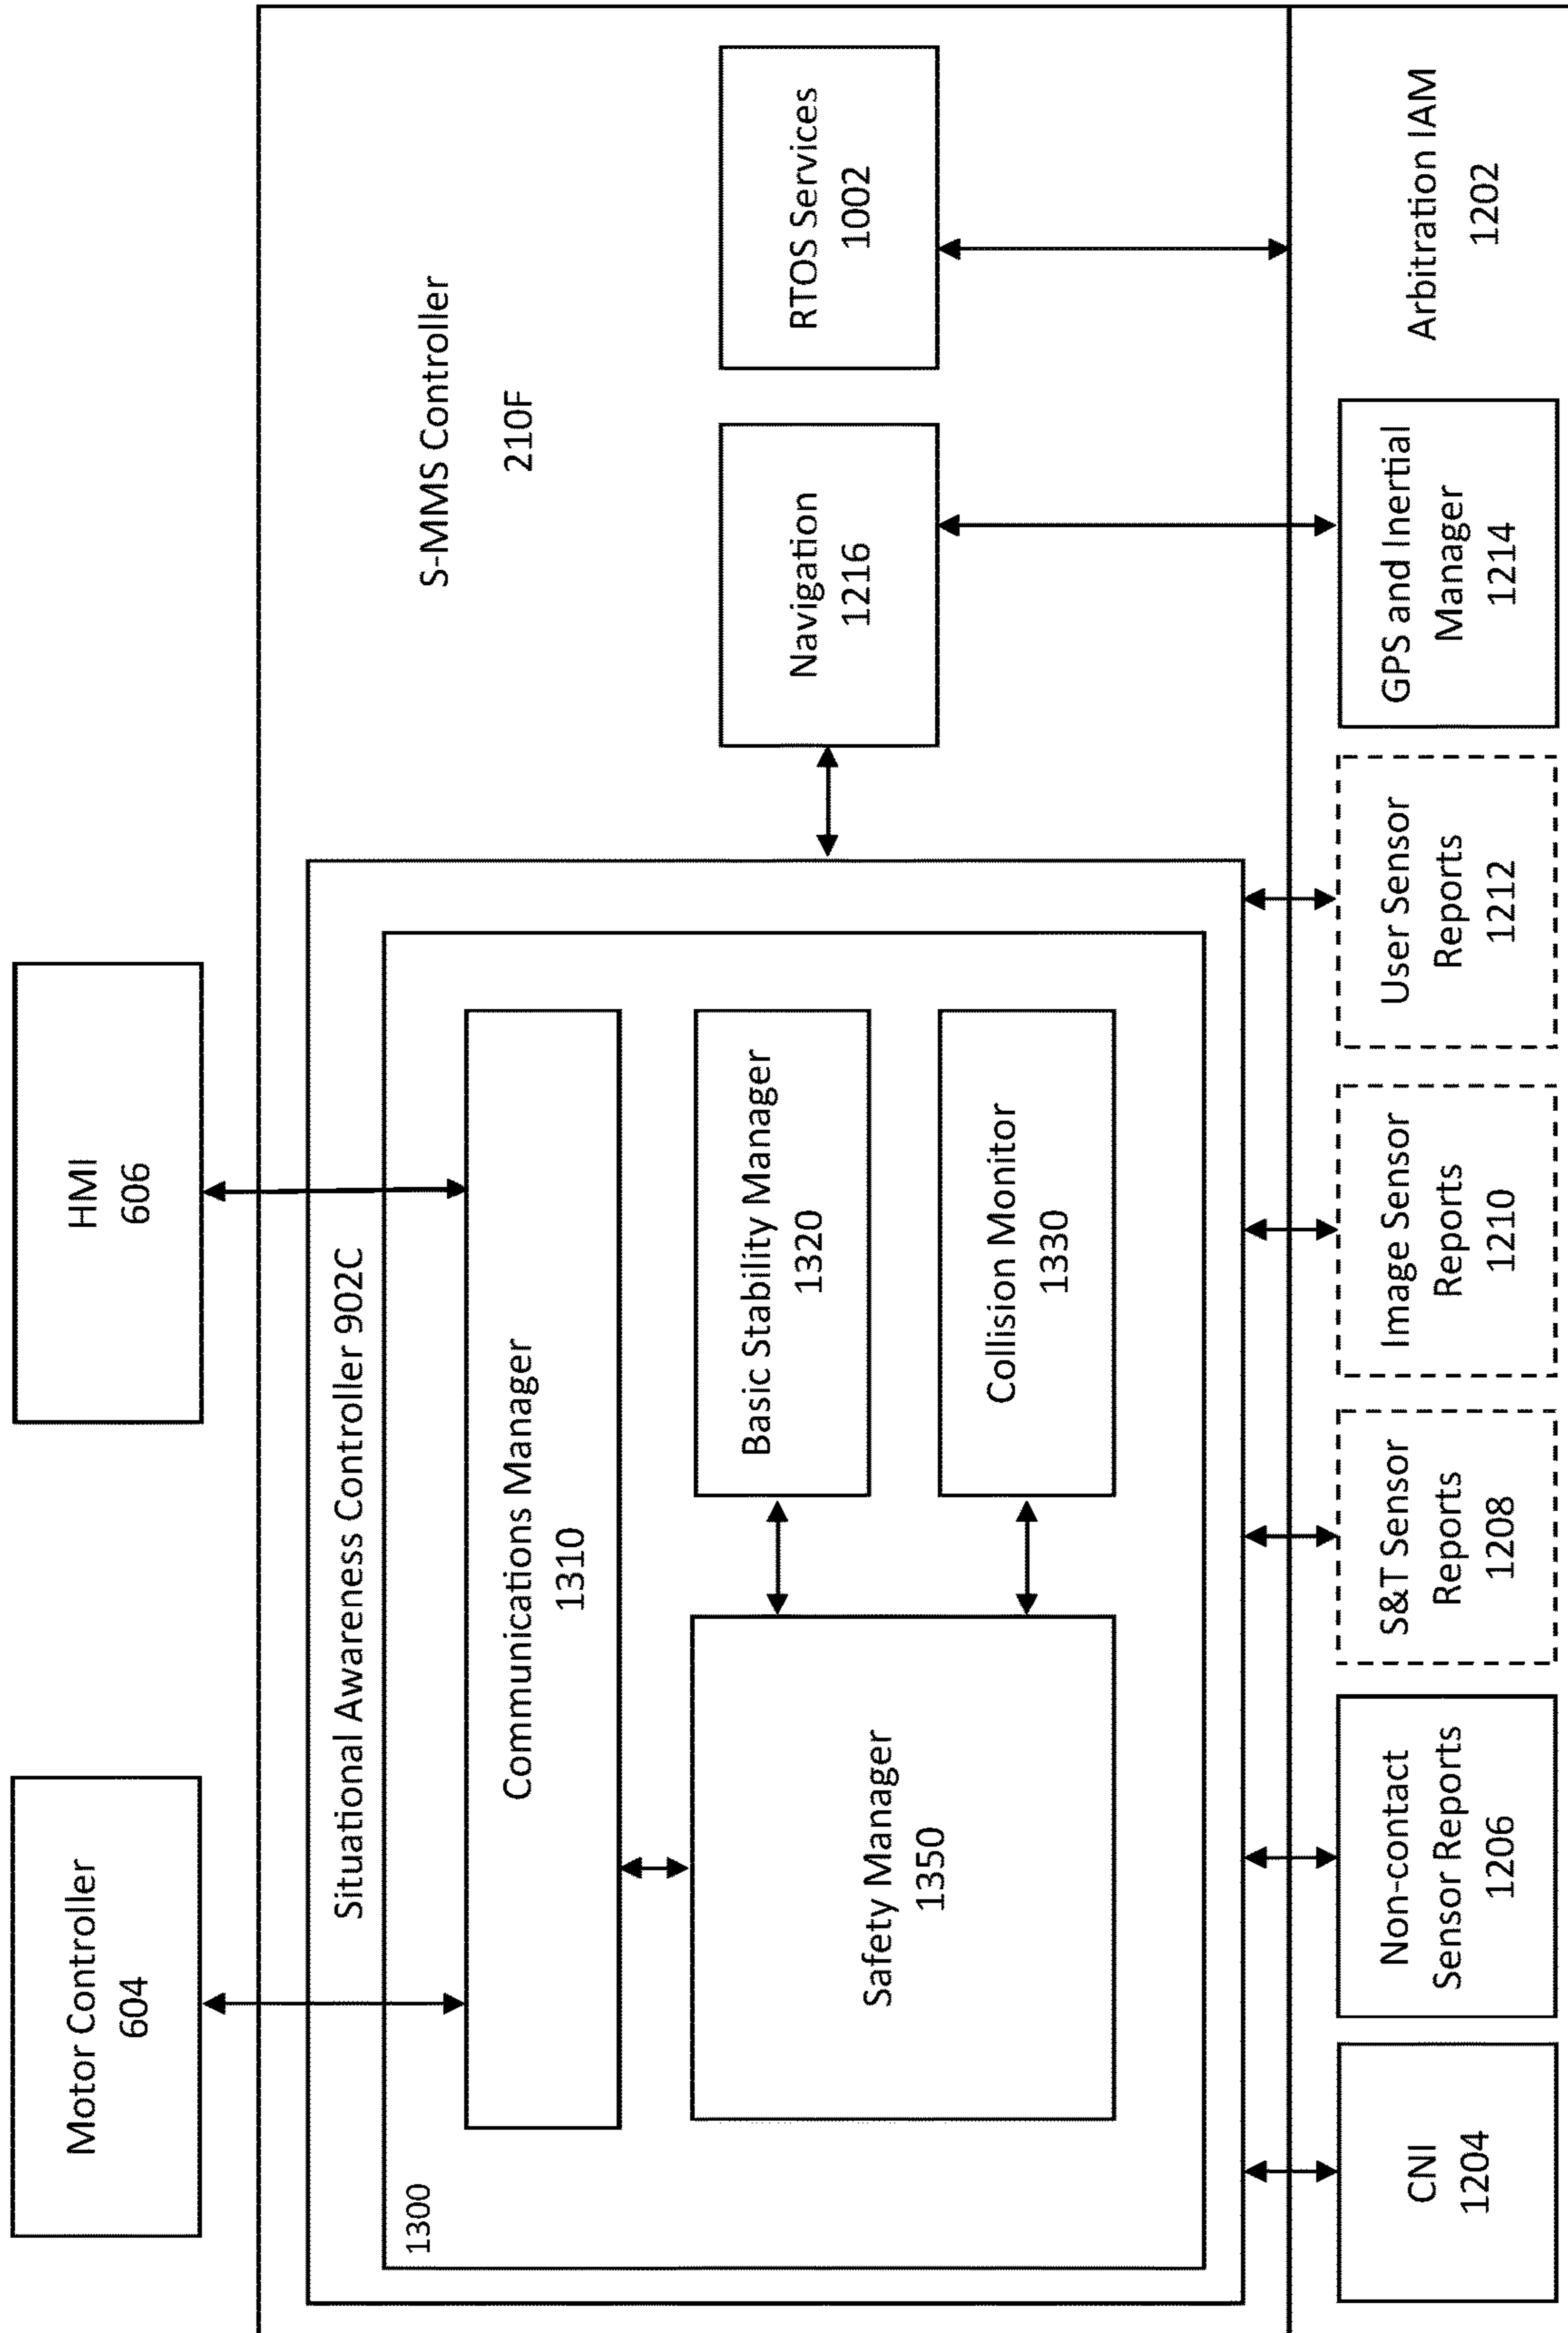 Motor Controller
604
HMI
606
S-MMS Controller
210F
Situational Awareness Controller 902C
1300
Communications Manager
1310
Safety Manager
1350
Basic Stability Manager
1320
Collision Monitor
1330
Navigation
1216
RTOS Services
1002
CNI
1204
Non-contact
Sensor Reports
1206
S&T Sensor
Reports
1208
Image Sensor
Reports
1210
User Sensor
Reports
1212
GPS and Inertial
Manager
1214
Arbitration IAM
1202